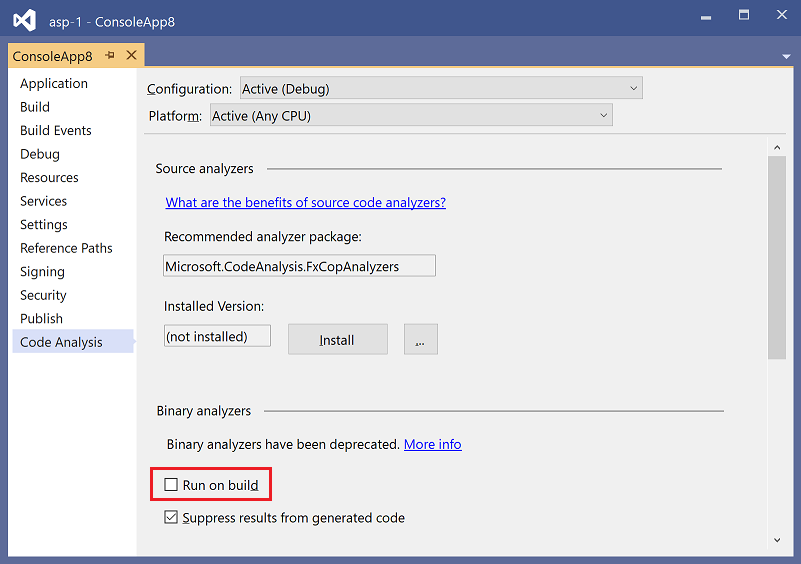 asp-1 - ConsoleApp8
ConsoleApp8
Application
Build
Build Events
Debug
Resources
Services
Settings
Reference Paths
Signing
Security
Publish
Code Analysis
Configuration: Active (Debug)
Platform: Active (Any CPU)
Source analyzers
What are the benefits of source code analyzers?
Recommended analyzer package:
Microsoft.CodeAnalysis.FxCopAnalyzers
Installed Version:
(not installed) Install ...
Binary analyzers
Binary analyzers have been deprecated. More info
Run on build
Suppress results from generated code